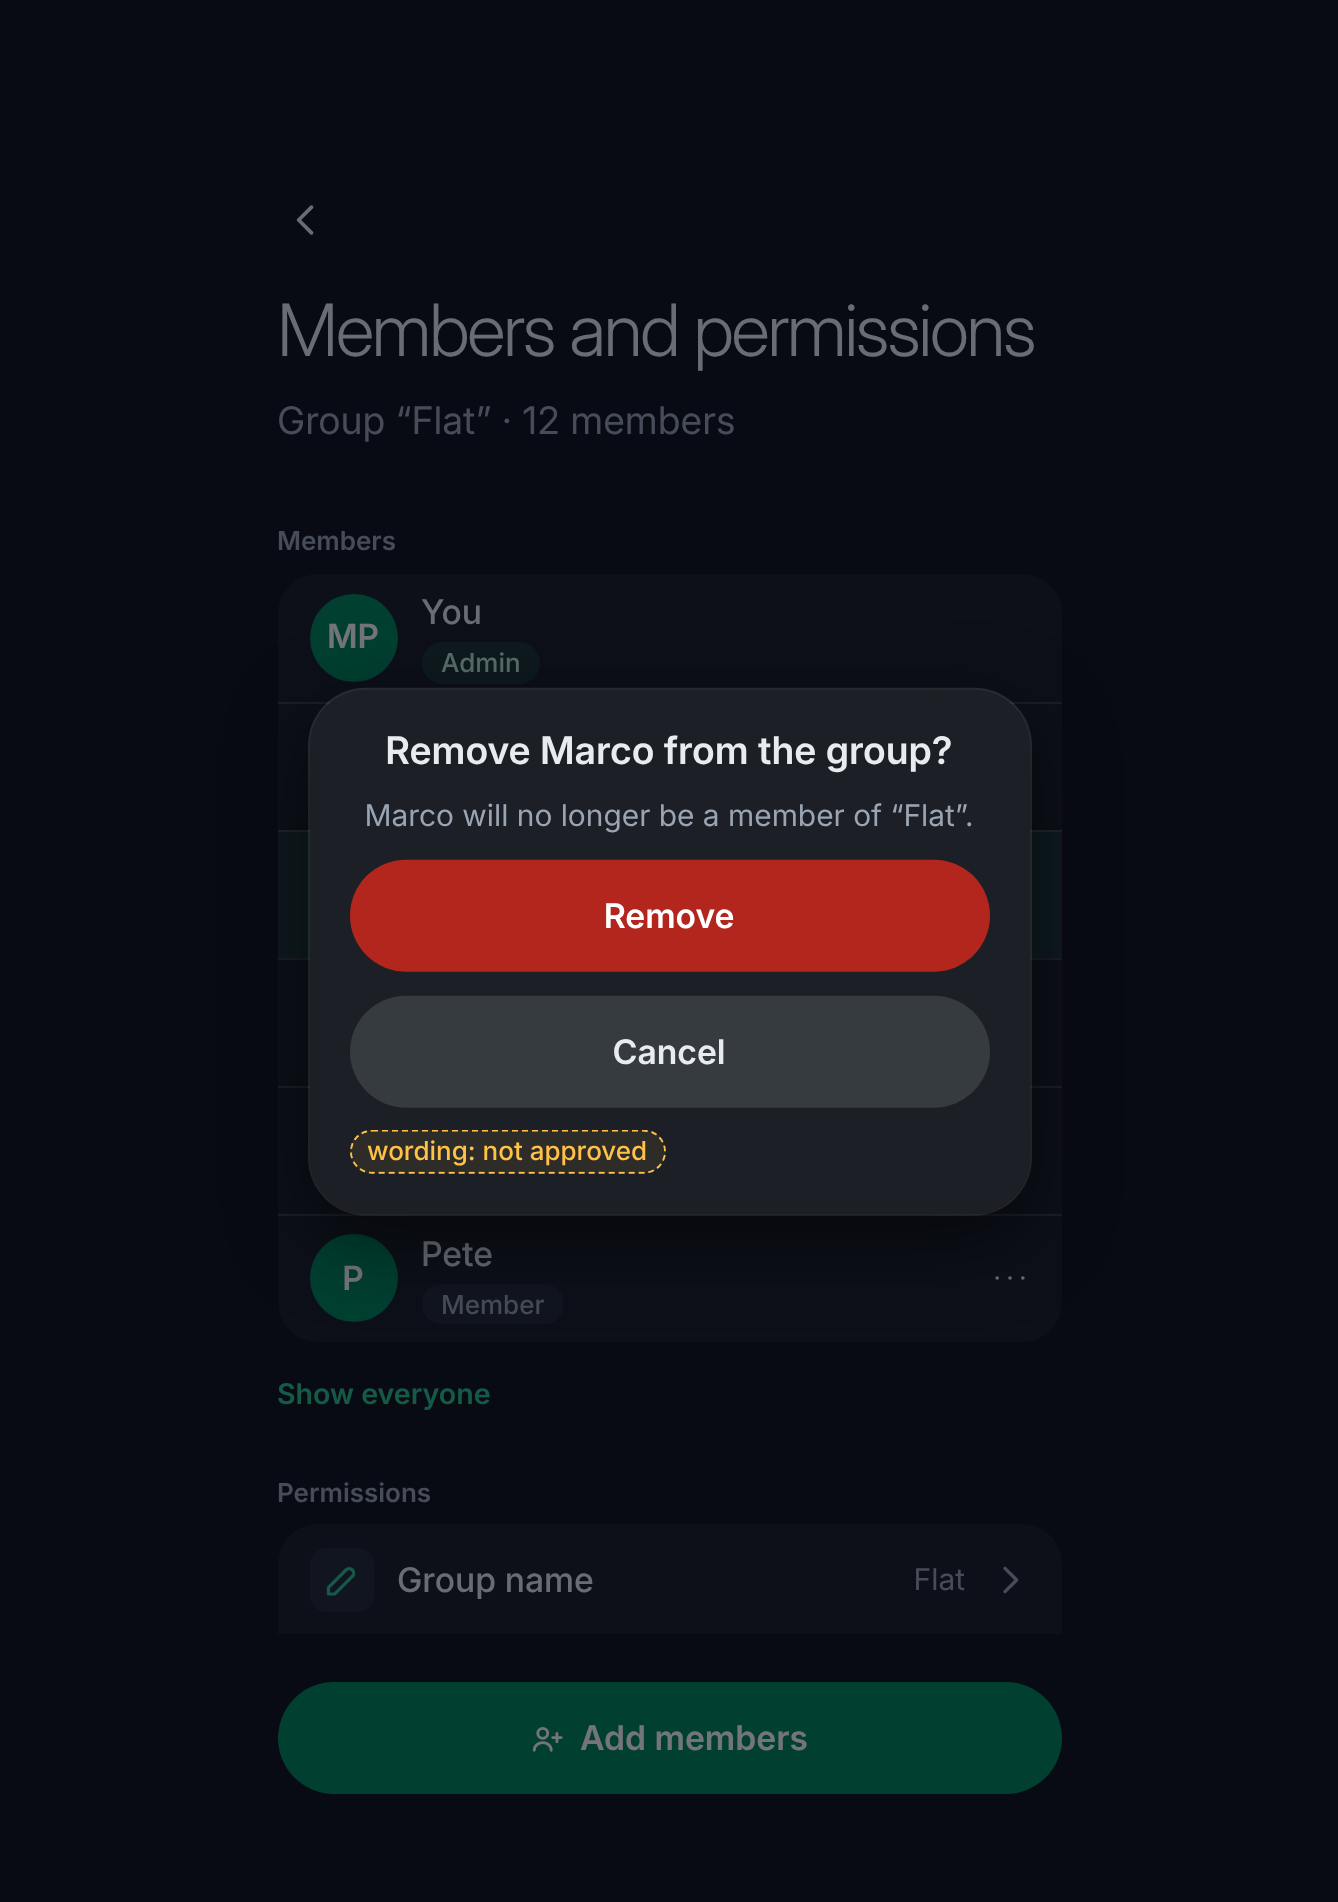 Members and permissions
Group “Flat” · 12 members
Members
MP
You
Admin
Remove Marco from the group?
Marco will no longer be a member of “Flat”.
Remove
Cancel
wording: not approved
P
Pete
Member
Show everyone
Permissions
Group name
Flat
Add members